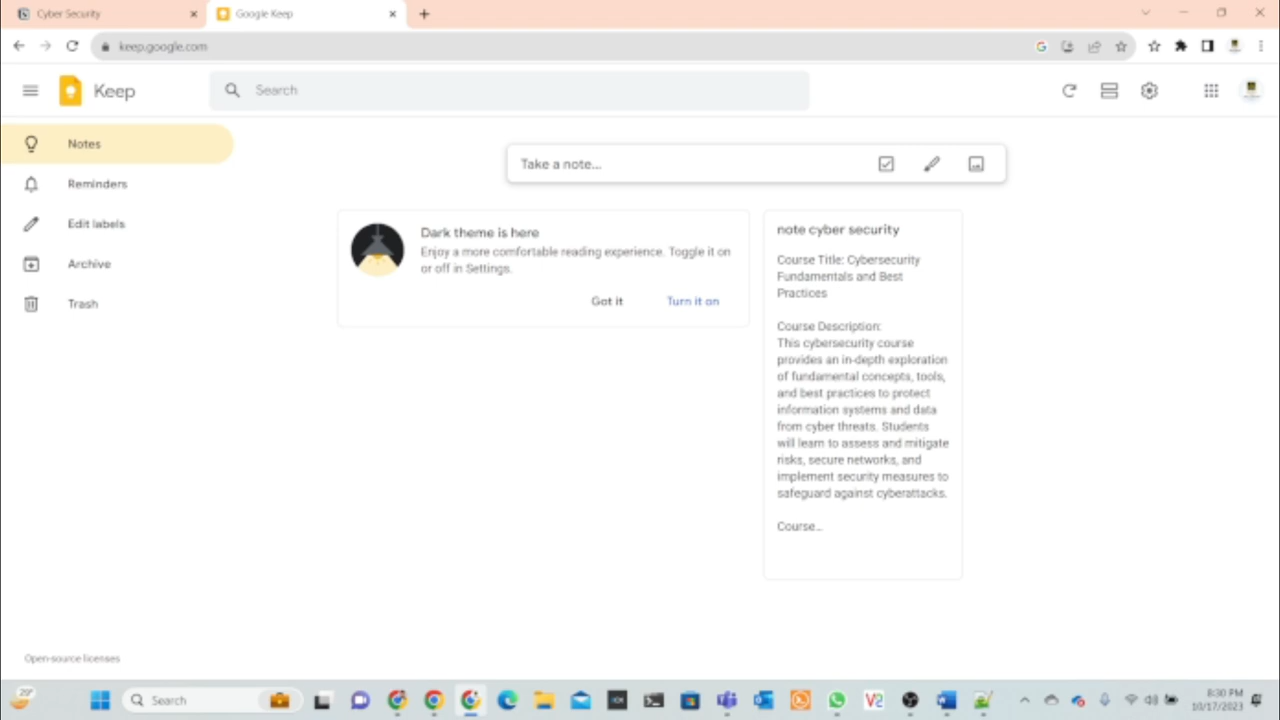 Cyber Security
Google Keep
keep.google.com
Keep
Search
Notes
Reminders
Edit labels
Archive
Trash
Take a note...
Dark theme is here
Enjoy a more comfortable reading experience. Toggle it on
or off in Settings.
Got it
Turn it on
note cyber security
Course Title: Cybersecurity
Fundamentals and Best
Practices
Course Description:
This cybersecurity course
provides an in-depth exploration
of fundamental concepts, tools,
and best practices to protect
information systems and data
from cyber threats. Students
will learn to assess and mitigate
risks, secure networks, and
implement security measures to
safeguard against cyberattacks.
Course...
Open-source licenses
29°
Search
V2
8:30 PM
10/17/2023